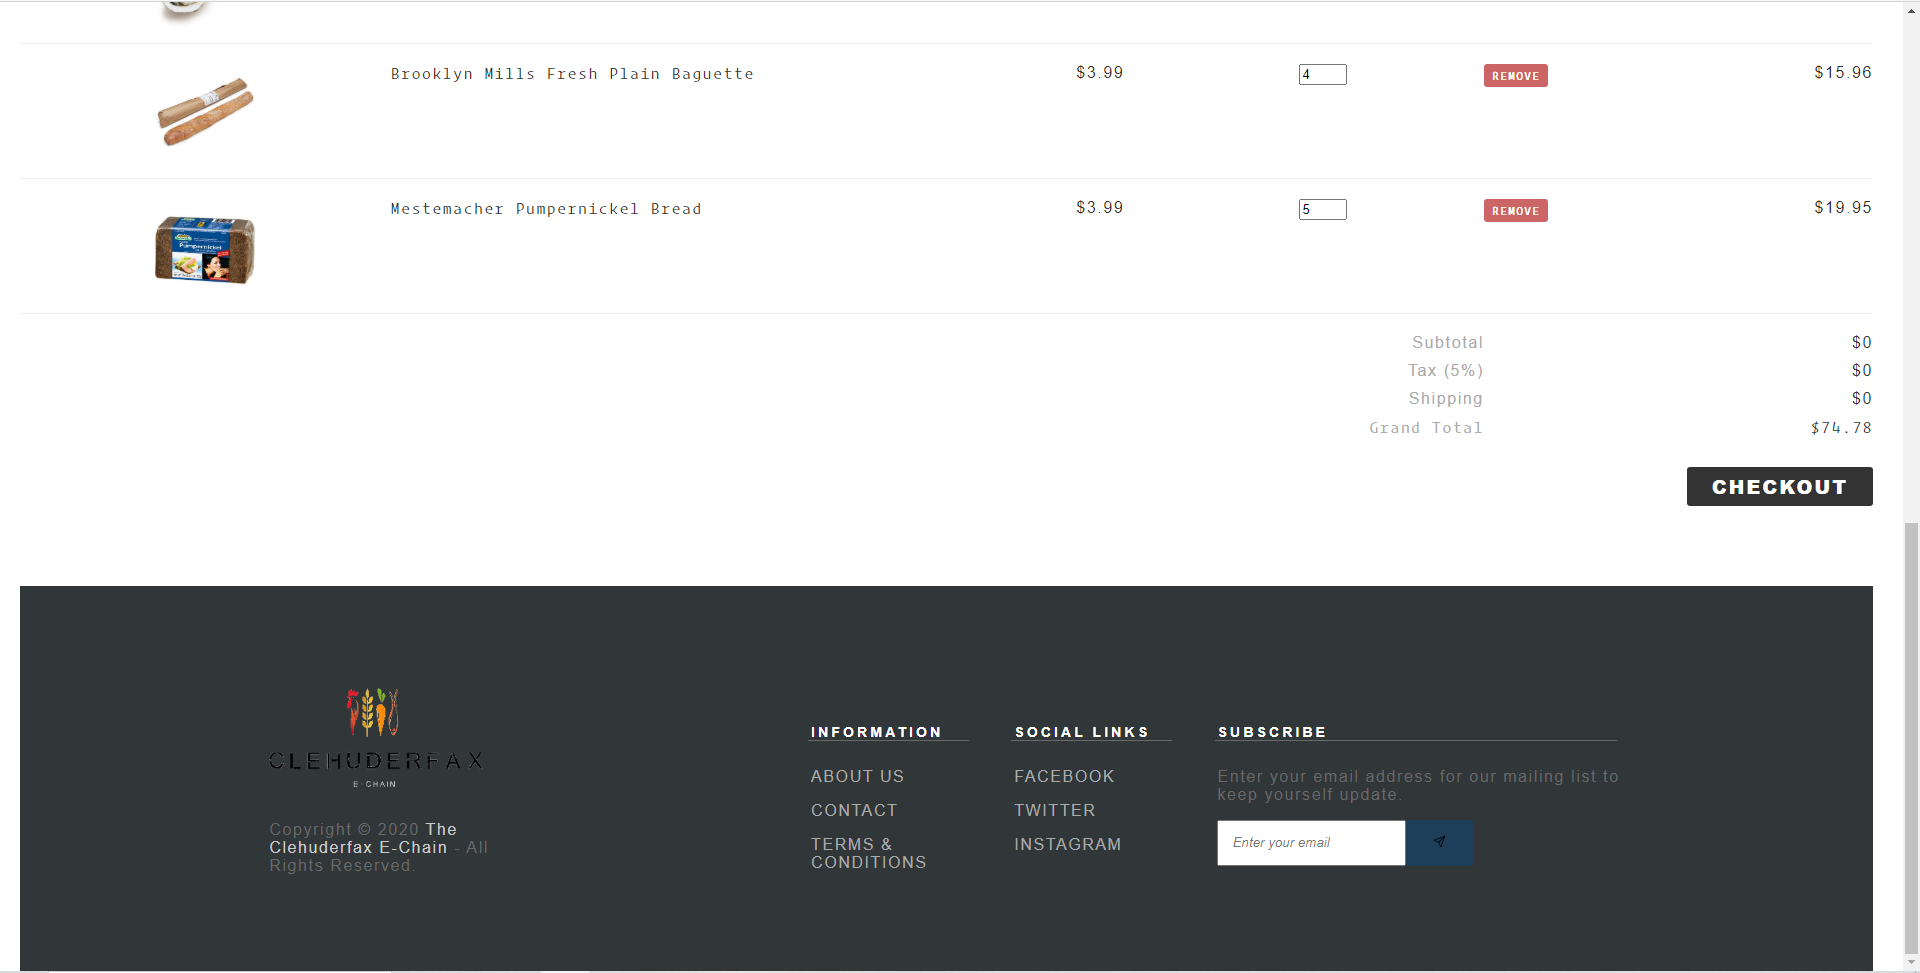 Brooklyn Mills Fresh Plain Baguette $3.99 4 REMOVE $15.96
Pumpernickel
Mestemacher Pumpernickel Bread $3.99 5 REMOVE $19.95
Subtotal $0
Tax (5%) $0
Shipping $0
Grand Total $74.78
CHECKOUT
CLEHUDERFAX
E-CHAIN
Copyright © 2020 The
Clehuderfax E-Chain - All
Rights Reserved.
INFORMATION
ABOUT US
CONTACT
TERMS &
CONDITIONS
SOCIAL LINKS
FACEBOOK
TWITTER
INSTAGRAM
SUBSCRIBE
Enter your email address for our mailing list to
keep yourself update.
Enter your email